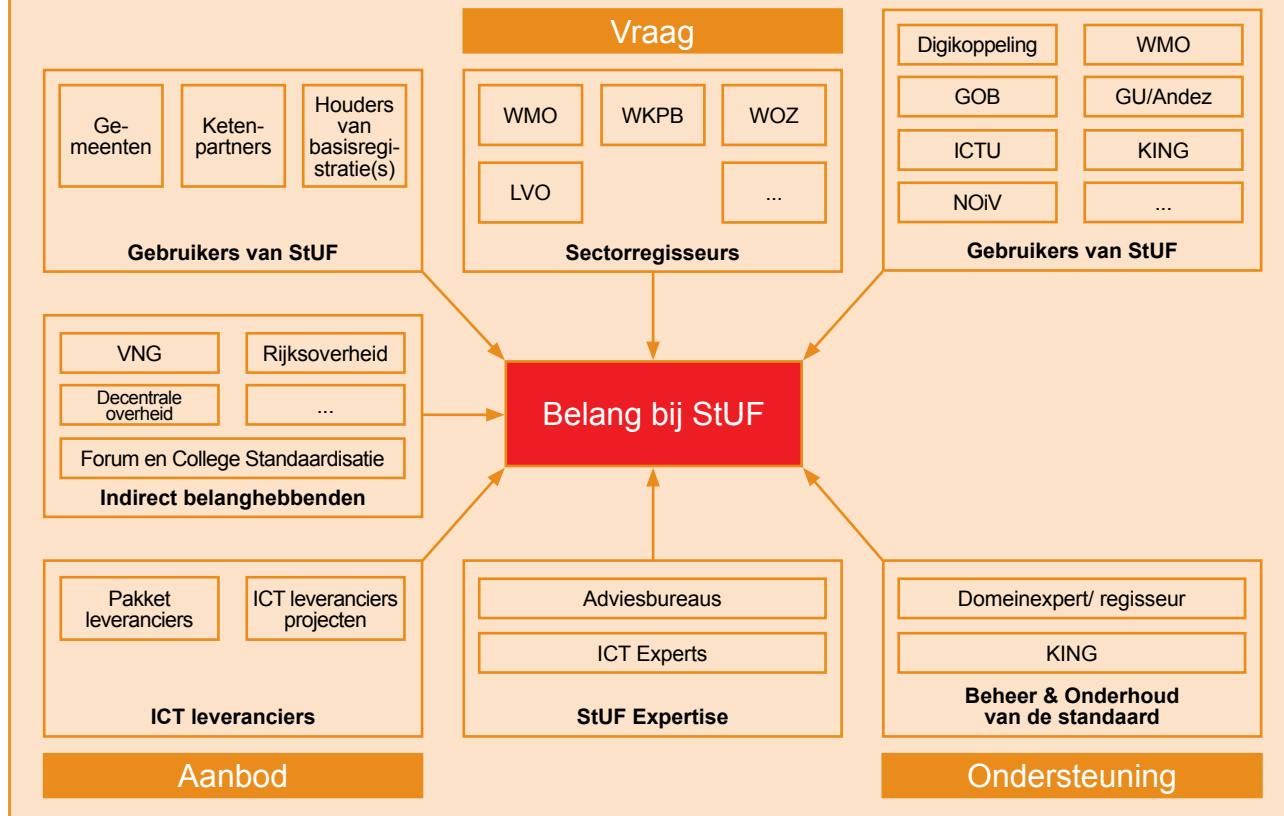 Vraag
Ge-
meenten
Keten-
partners
Houders
van
basisregi-
stratie(s)
Gebruikers van StUF
WMO
WKPB
WOZ
LVO
...
Sectorregisseurs
Digikoppeling
WMO
GOB
GU/Andez
ICTU
KING
NOiV
...
Gebruikers van StUF
VNG
Rijksoverheid
Decentrale
overheid
...
Forum en College Standaardisatie
Indirect belanghebbenden
Belang bij StUF
Pakket
leveranciers
ICT leveranciers
projecten
ICT leveranciers
Adviesbureaus
ICT Experts
StUF Expertise
Domeinexpert/ regisseur
KING
Beheer & Onderhoud
van de standaard
Aanbod
Ondersteuning